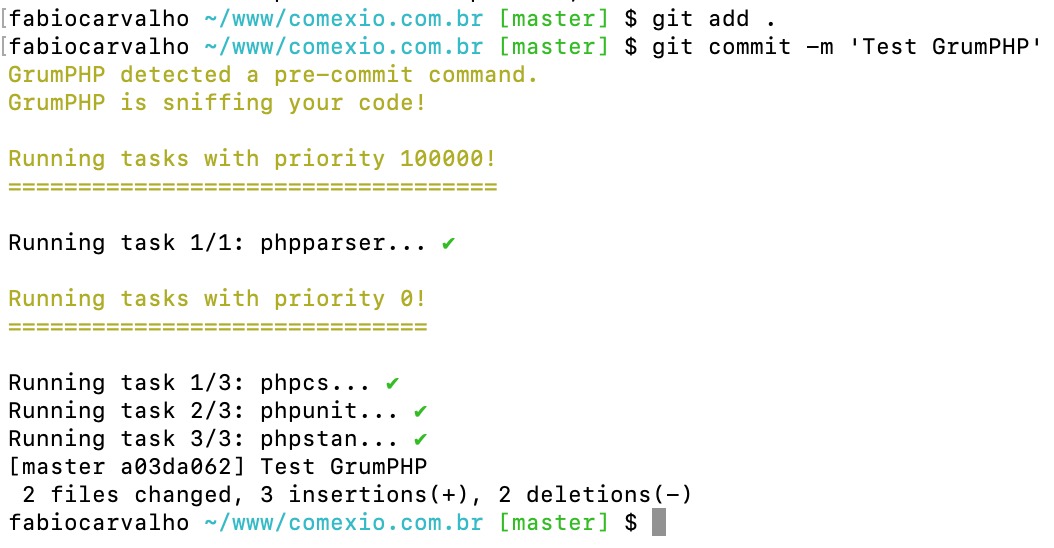 [fabiocarvalho ~/www/comexio.com.br [master] $ git add .
[fabiocarvalho ~/www/comexio.com.br [master] $ git commit -m 'Test GrumPHP'
GrumPHP detected a pre-commit command.
GrumPHP is sniffing your code!
Running tasks with priority 100000!
===================================
Running task 1/1: phpparser... ✔
Running tasks with priority 0!
==============================
Running task 1/3: phpcs... ✔
Running task 2/3: phpunit... ✔
Running task 3/3: phpstan... ✔
[master a03da062] Test GrumPHP
 2 files changed, 3 insertions(+), 2 deletions(-)
fabiocarvalho ~/www/comexio.com.br [master] $